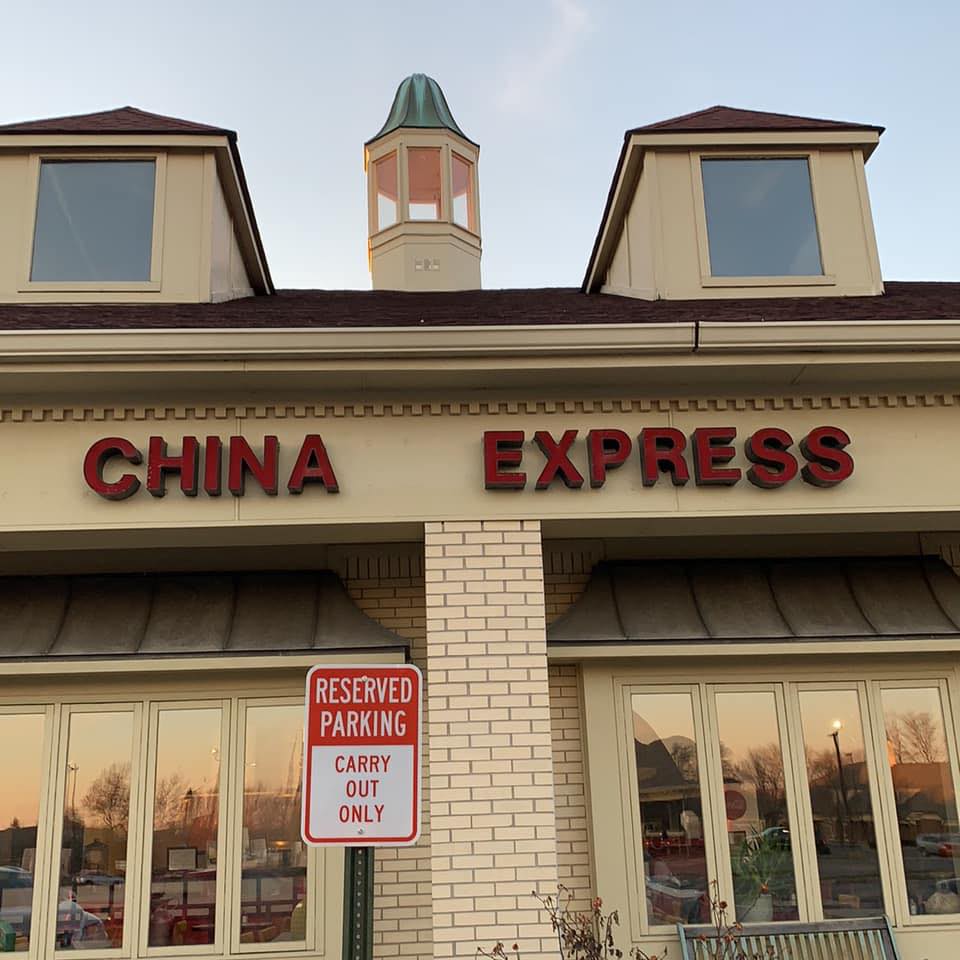 CHINA EXPRESS
RESERVED
PARKING
CARRY
OUT
ONLY